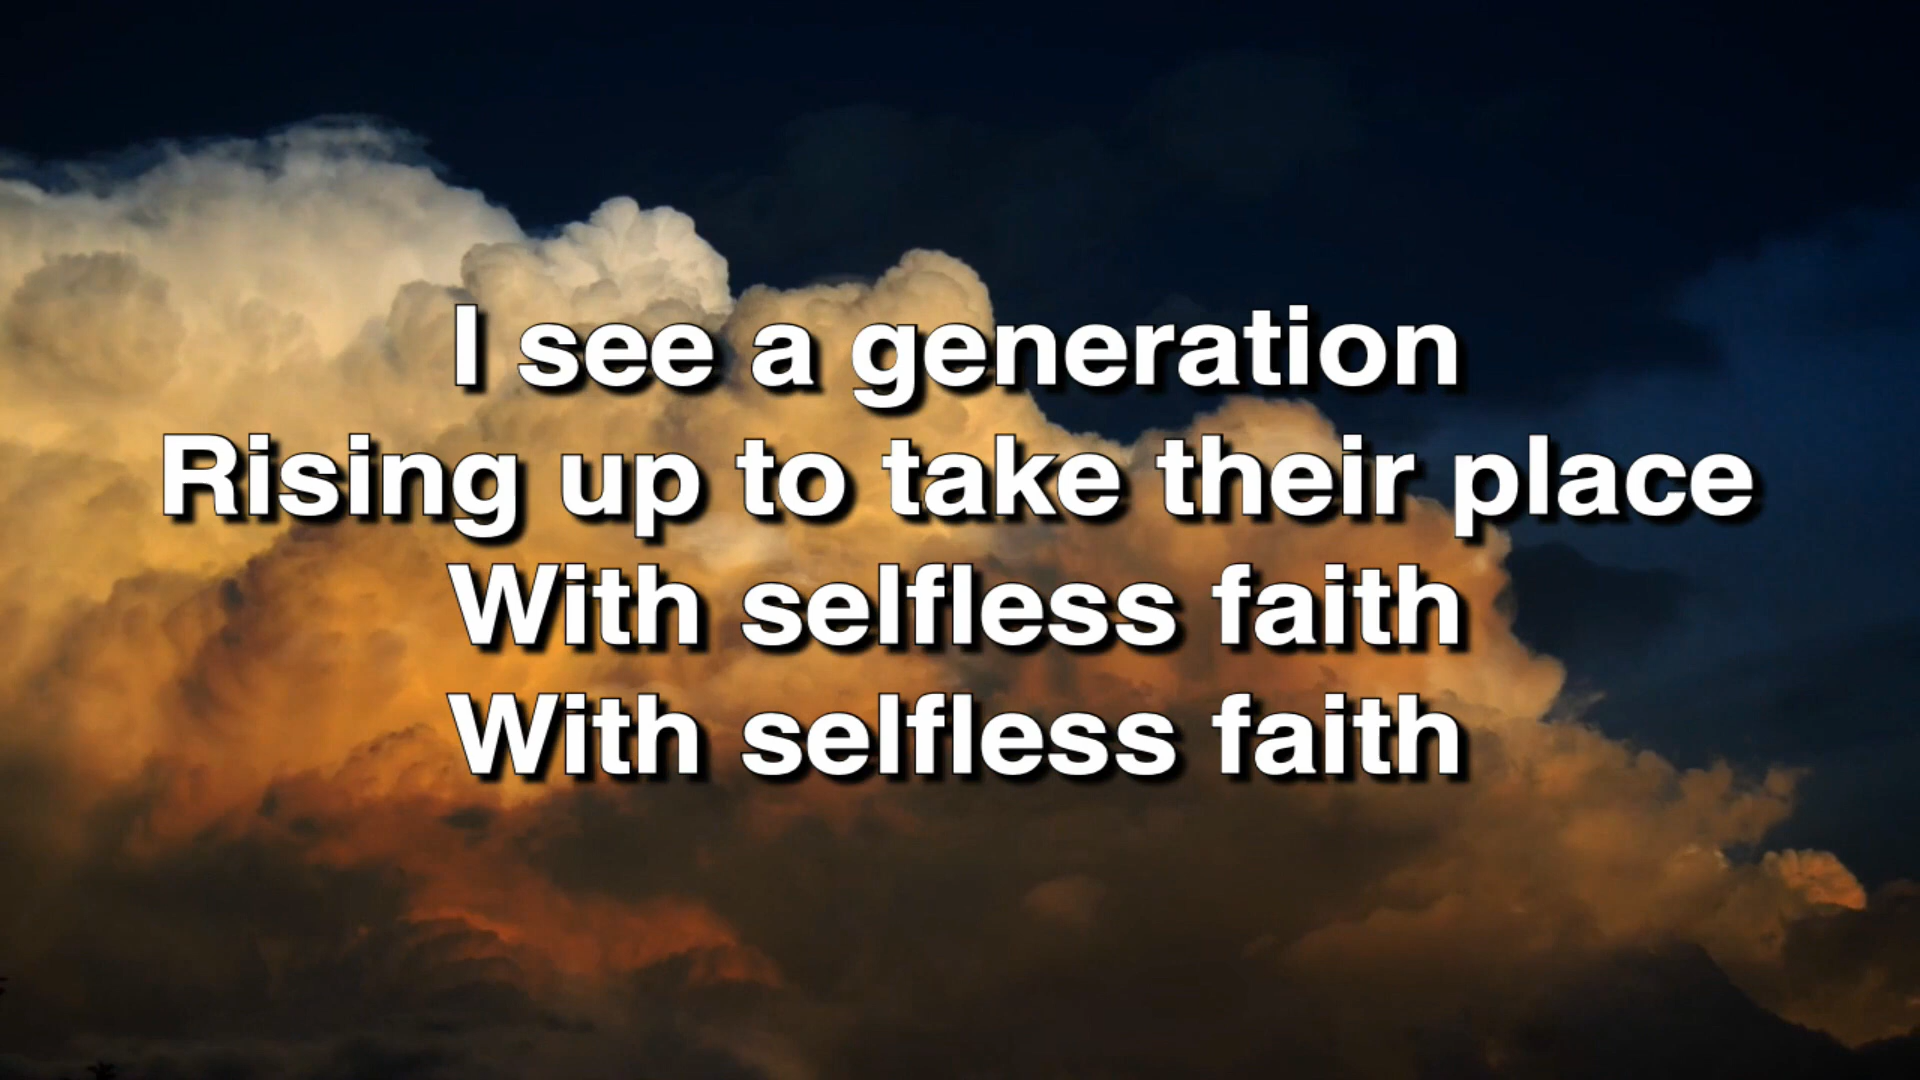 I see a generation
Rising up to take their place
With selfless faith
With selfless faith